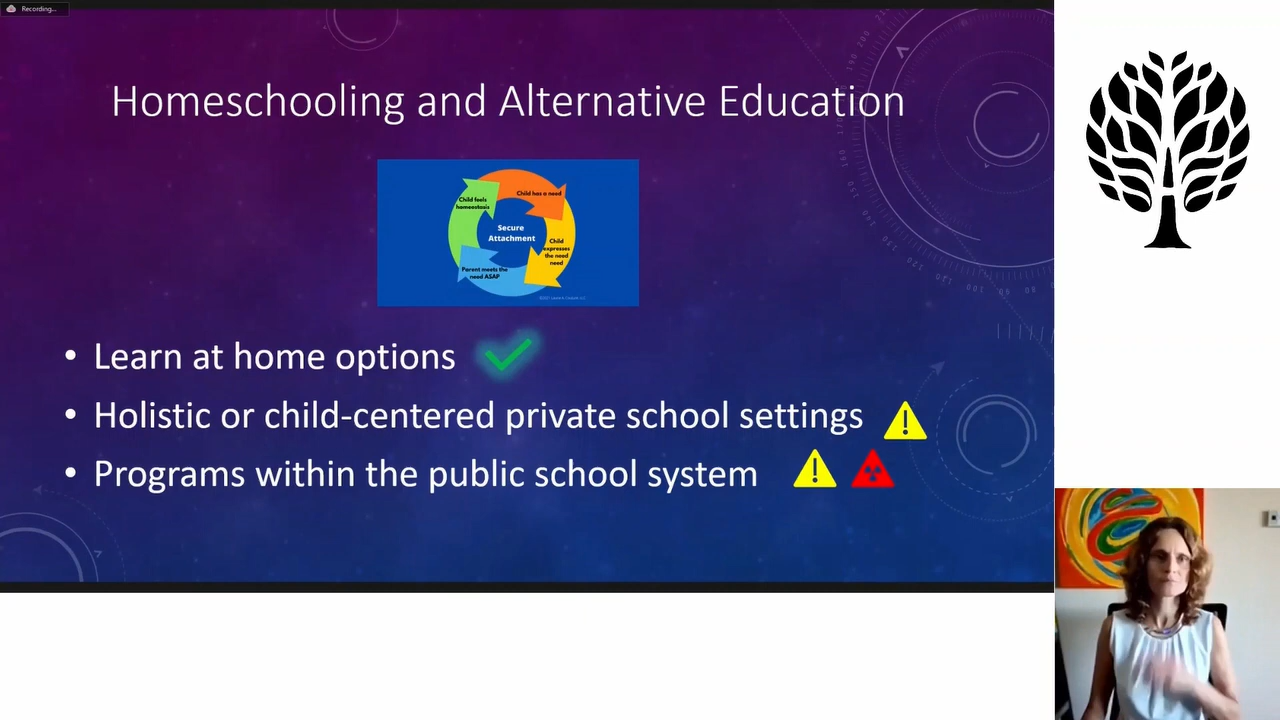 Recording...
Homeschooling and Alternative Education
Child has a need
Child feels
homeostasis
Secure
Attachment
Child
expresses
the need
need
Parent meets the
need ASAP
• Learn at home options
• Holistic or child-centered private school settings
• Programs within the public school system